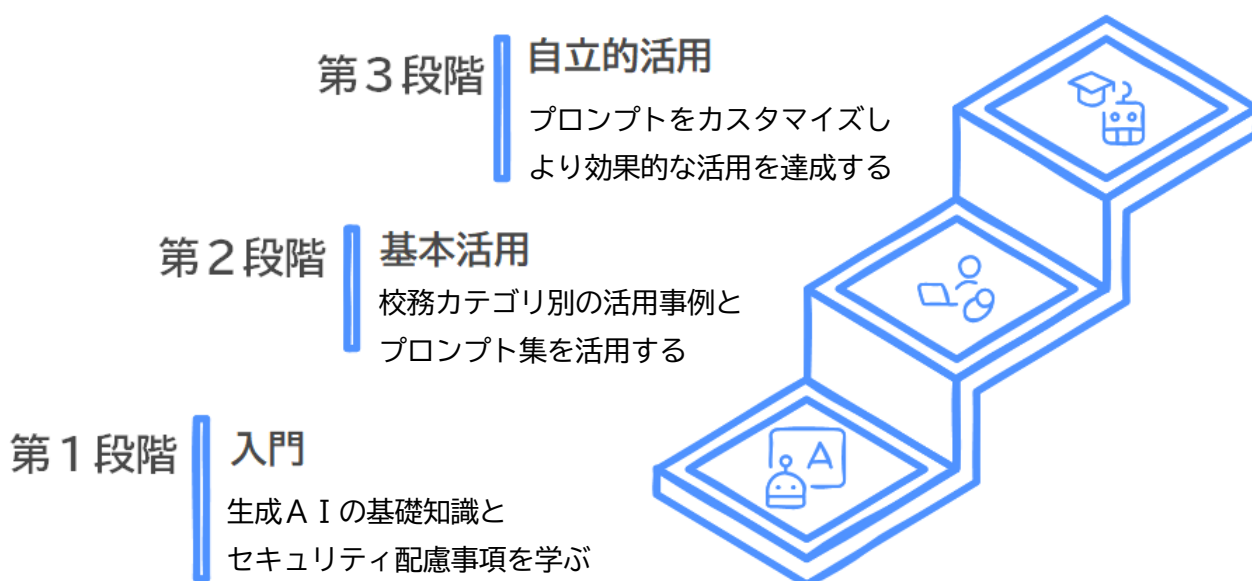 第３段階
自立的活用
プロンプトをカスタマイズし
より効果的な活用を達成する
第２段階
基本活用
校務カテゴリ別の活用事例と
プロンプト集を活用する
第１段階
入門
生成ＡＩの基礎知識と
セキュリティ配慮事項を学ぶ
A